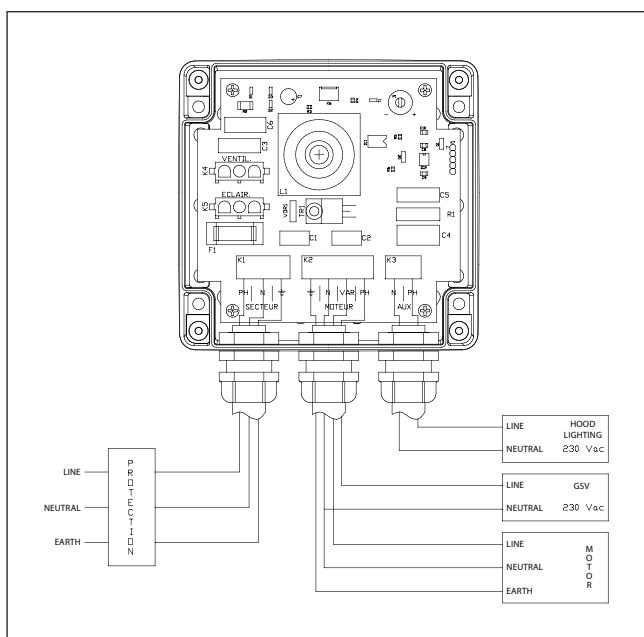 C6
C3
VENTIL.
K4
ECLAIR.
K5
F1
L1
VDR1
TR1
C1
C2
C5
R1
C4
K1
K2
K3
PH N
SECTEUR
N VAR PH
MOTEUR
N PH
AUX
PROTECTION
LINE
NEUTRAL
EARTH
LINE
NEUTRAL
HOOD
LIGHTING
230 Vac
LINE
NEUTRAL
GSV
230 Vac
LINE
NEUTRAL
EARTH
MOTOR